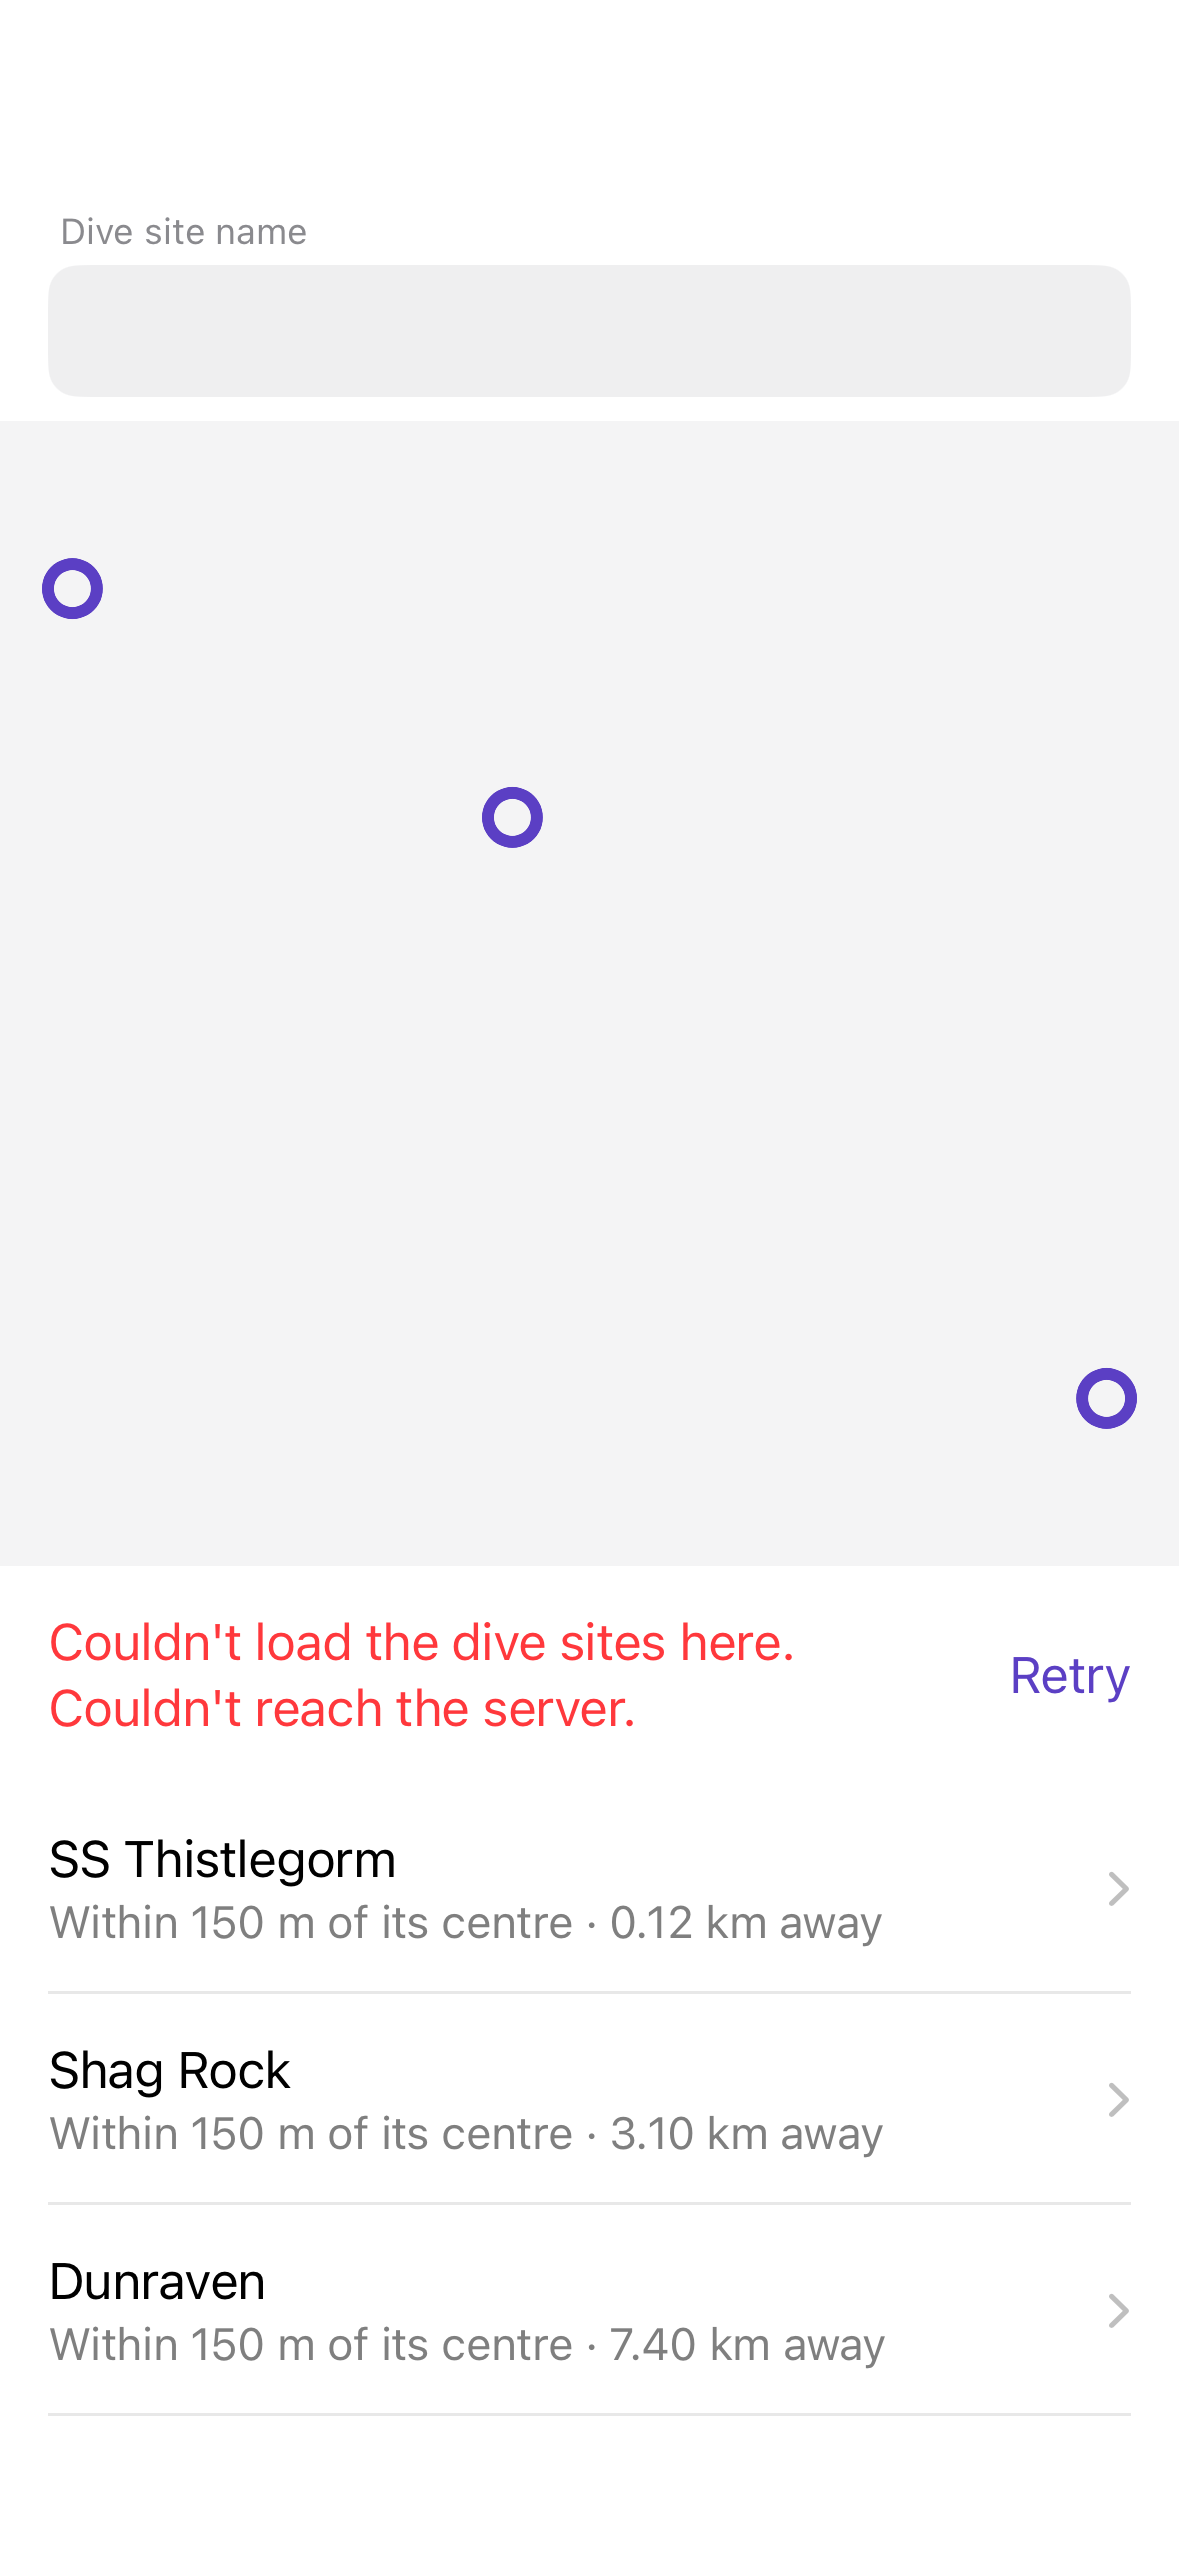 Dive site name
Couldn't load the dive sites here.
Couldn't reach the server.
Retry
SS Thistlegorm
Within 150 m of its centre · 0.12 km away
Shag Rock
Within 150 m of its centre · 3.10 km away
Dunraven
Within 150 m of its centre · 7.40 km away